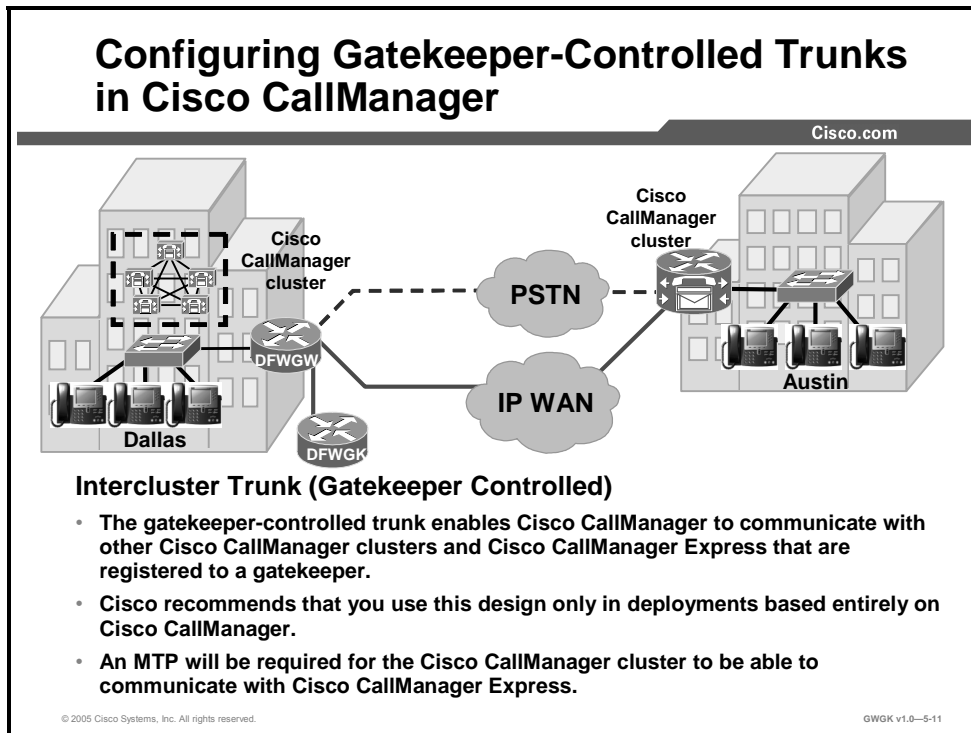 Configuring Gatekeeper-Controlled Trunks
in Cisco CallManager
Cisco.com
Cisco
CallManager
cluster
Cisco
CallManager
cluster
PSTN
DFWGW
IP WAN
Austin
Dallas
DFWGK
Intercluster Trunk (Gatekeeper Controlled)
• The gatekeeper-controlled trunk enables Cisco CallManager to communicate with
other Cisco CallManager clusters and Cisco CallManager Express that are
registered to a gatekeeper.
• Cisco recommends that you use this design only in deployments based entirely on
Cisco CallManager.
• An MTP will be required for the Cisco CallManager cluster to be able to
communicate with Cisco CallManager Express.
© 2005 Cisco Systems, Inc. All rights reserved.
GWGK v1.0—5-11